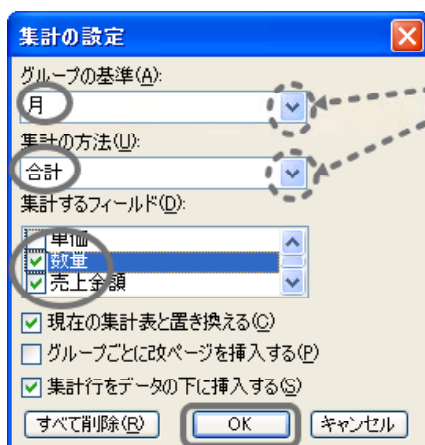 集計の設定
グループの基準(A):
月
集計の方法(U):
合計
集計するフィールド(D):
単価
数量
売上金額
現在の集計表と置き換える(C)
グループごとに改ページを挿入する(P)
集計行をデータの下に挿入する(S)
すべて削除(R) OK キャンセル